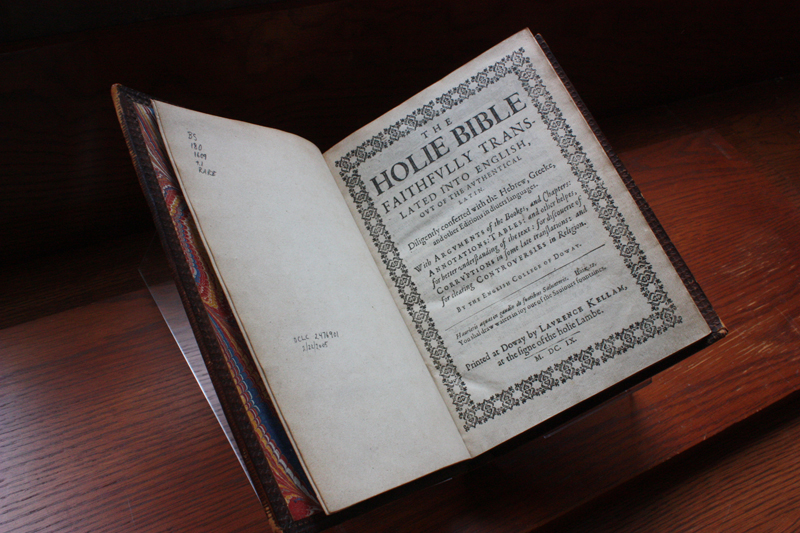 BS
180
1609
v.1
RARE
OCLC 2476901
THE
HOLIE BIBLE
FAITHFVLLY TRANS-
LATED INTO ENGLISH,
OVT OF THE AVTHENTICAL
LATIN.
Diligently conferred with the Hebrew, Greeke,
and other Editions in diuers languages.
With ARGVMENTS of the Bookes, and Chapters:
ANNOTATIONS: TABLES: and other helpes,
for better vnderstanding of the text: for discouerie of
CORRVPTIONS in some late translations: and
for clearing CONTROVERSIES in Religion.
BY THE ENGLISH COLLEGE OF DOWAY.
Haurietis aquas in gaudio de fontibus Saluatoris. Isaiæ, 12.
You shal draw waters in ioy out of the Sauiours fountaines.
Printed at Doway by LAVRENCE KELLAM,
at the signe of the holie Lambe.
M. DC. IX.